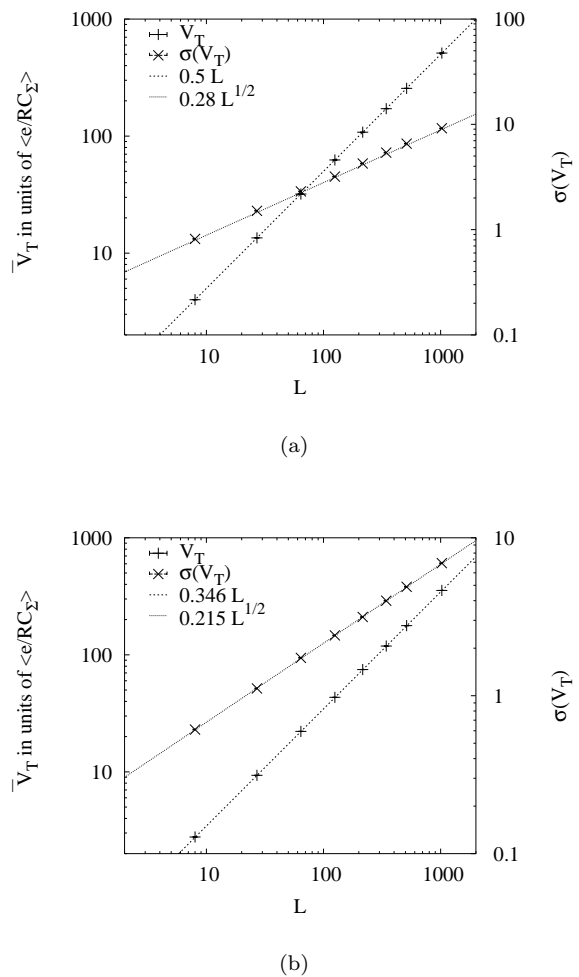 1000
100
10
V̅_T in units of <e/RC_Σ>
V_T
σ(V_T)
0.5 L
0.28 L^{1/2}
100
10
1
0.1
σ(V_T)
10
100
1000
L
(a)
1000
100
10
V̅_T in units of <e/RC_Σ>
V_T
σ(V_T)
0.346 L
0.215 L^{1/2}
10
1
0.1
σ(V_T)
10
100
1000
L
(b)